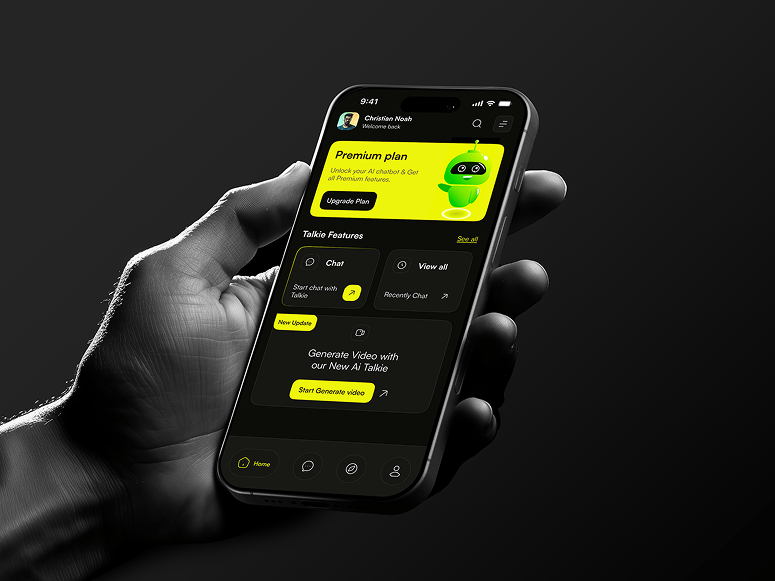 9:41
Christian Noah
Welcome back
Premium plan
Unlock your AI chatbot & Get
all Premium features.
Upgrade Plan
Talkie Features
See all
Chat
Start chat with
Talkie
View all
Recently Chat
New Update
Generate Video with
our New Ai Talkie
Start Generate video
Home